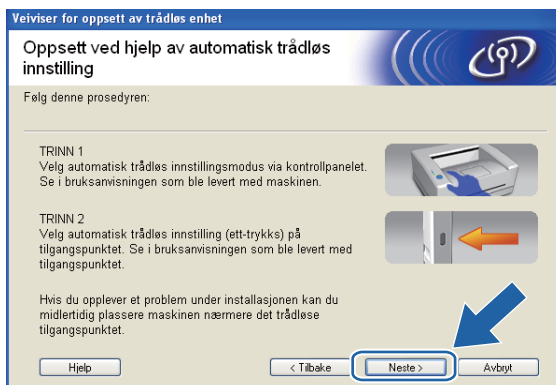 Veiviser for oppsett av trådløs enhet
Oppsett ved hjelp av automatisk trådløs
innstilling
Følg denne prosedyren:
TRINN 1
Velg automatisk trådløs innstillingsmodus via kontrollpanelet.
Se i bruksanvisningen som ble levert med maskinen.
TRINN 2
Velg automatisk trådløs innstilling (ett-trykks) på
tilgangspunktet. Se i bruksanvisningen som ble levert med
tilgangspunktet.
Hvis du opplever et problem under installasjonen kan du
midlertidig plassere maskinen nærmere det trådløse
tilgangspunktet.
Hjelp
< Tilbake
Neste >
Avbryt